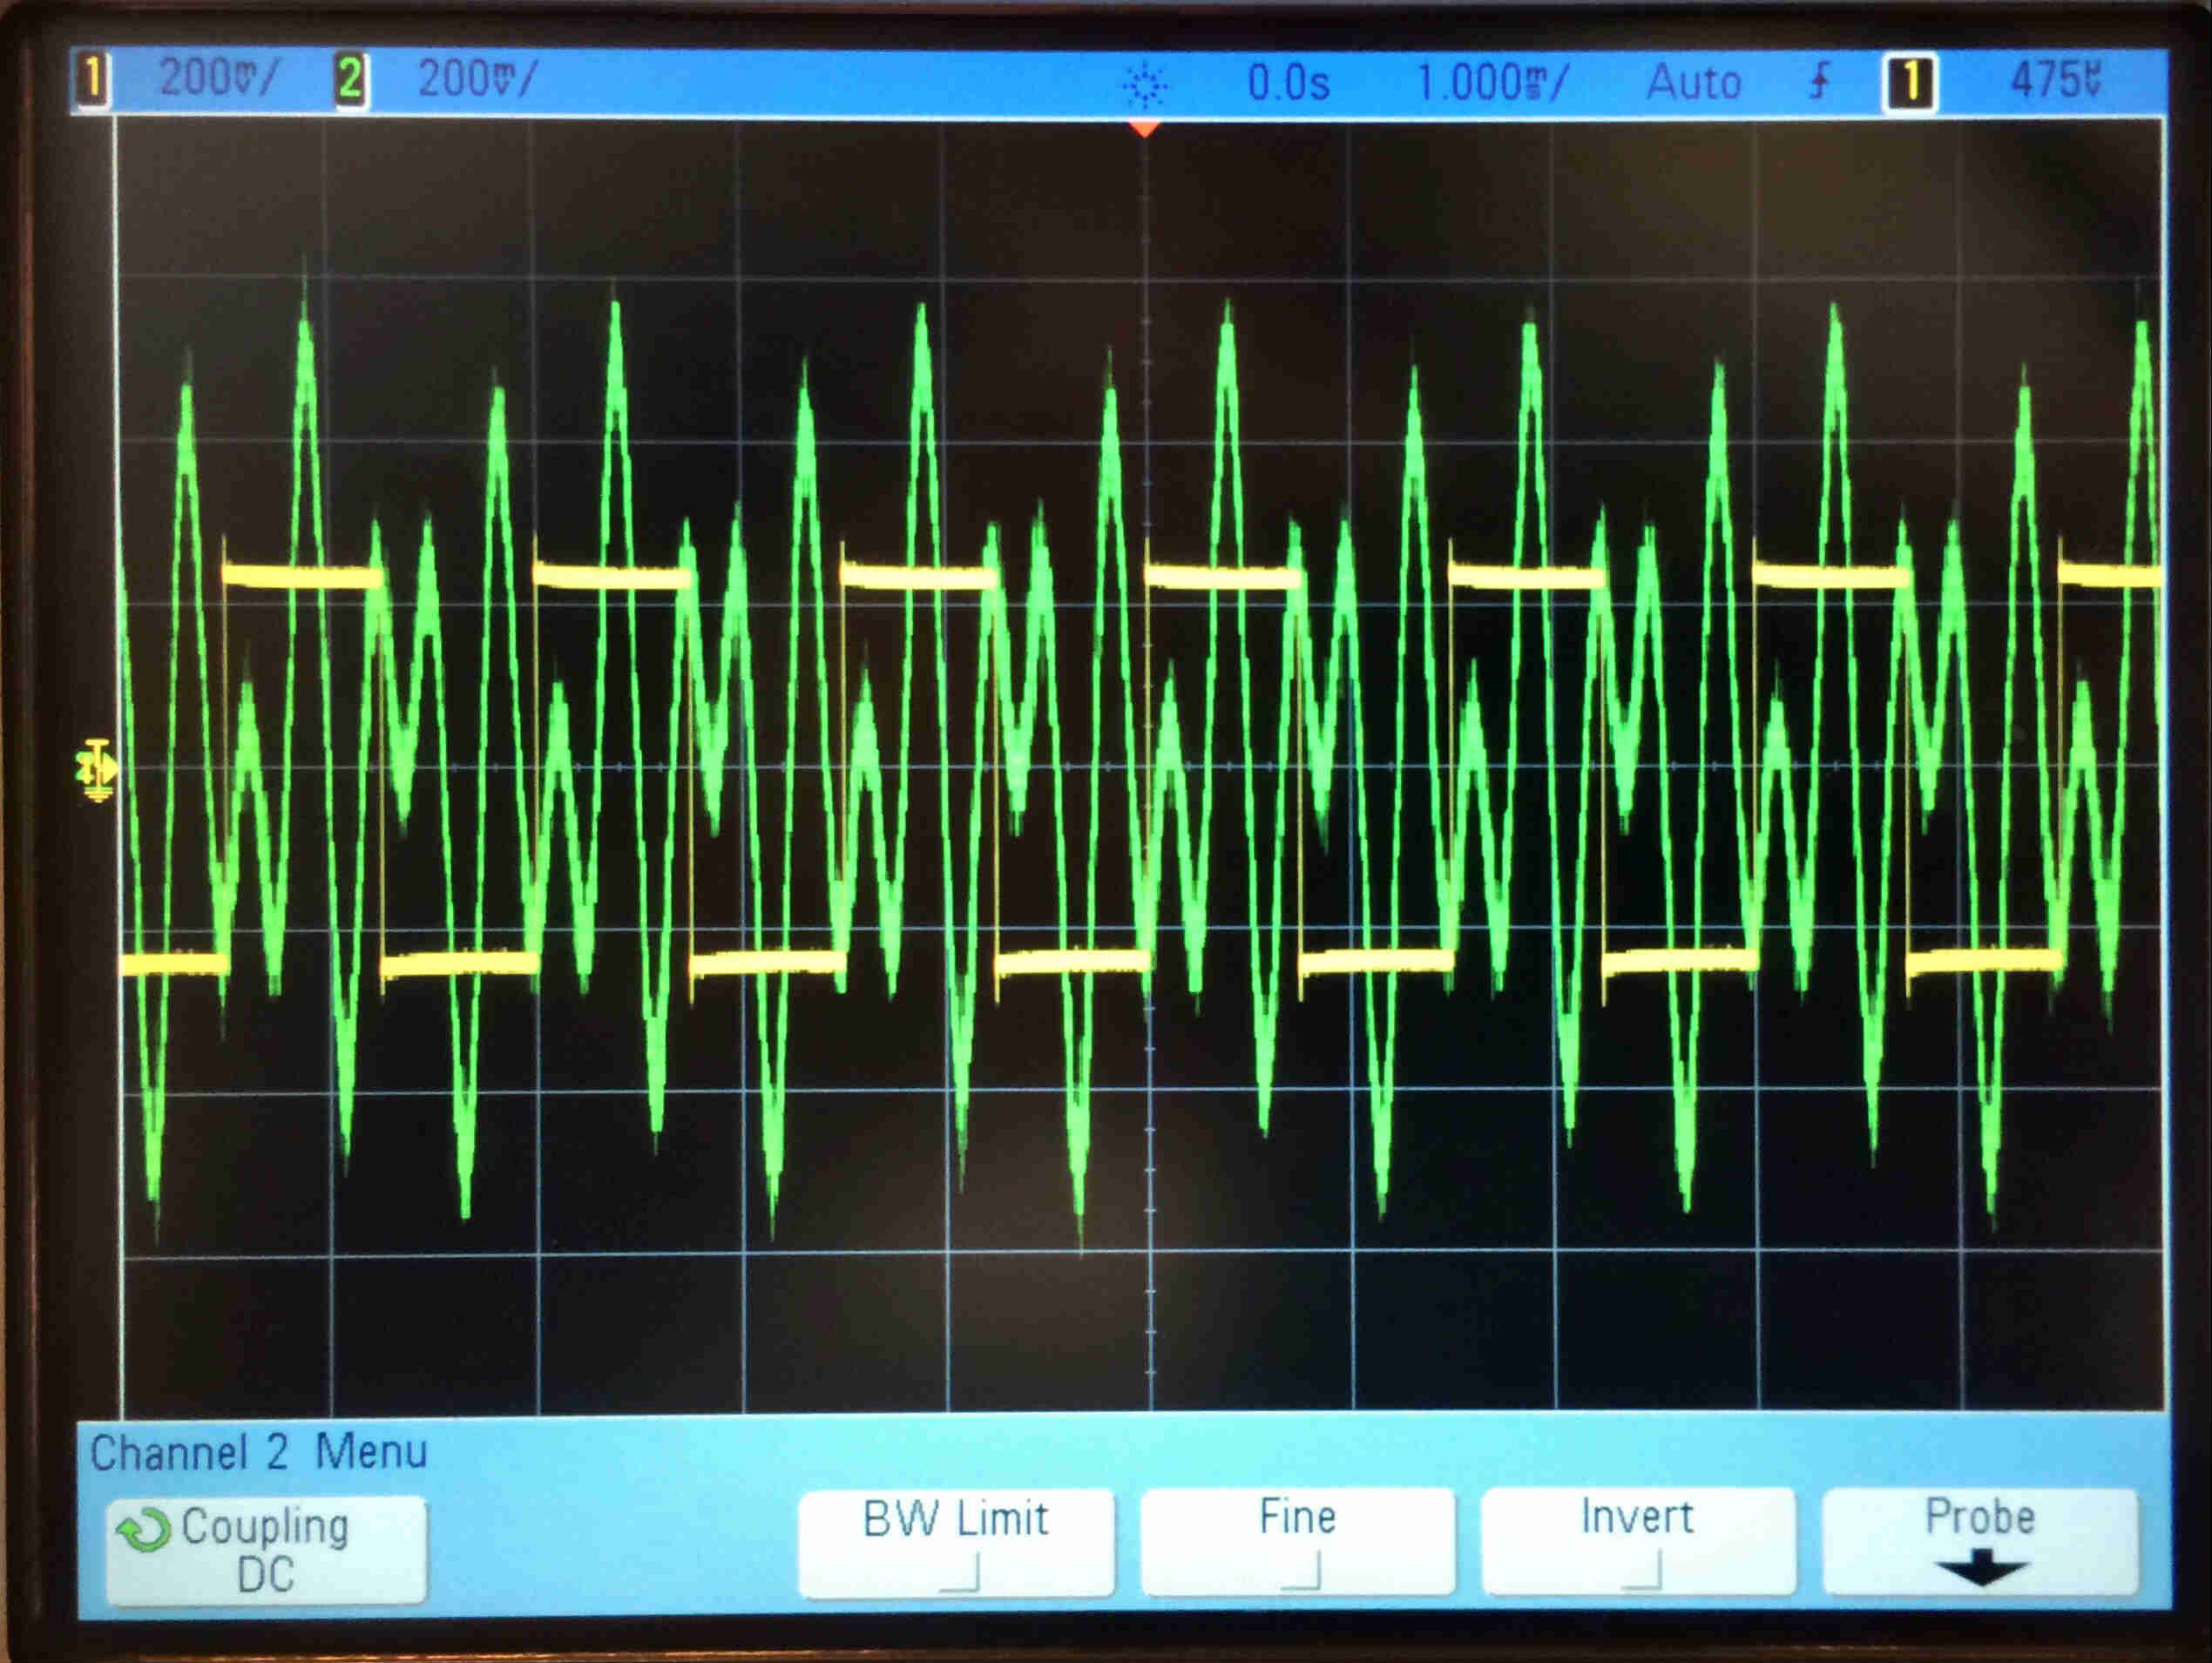 1 200mV/ 2 200mV/ 0.0s 1.000ms/ Auto 1 475
Channel 2 Menu
Coupling BW Limit Fine Invert Probe
DC